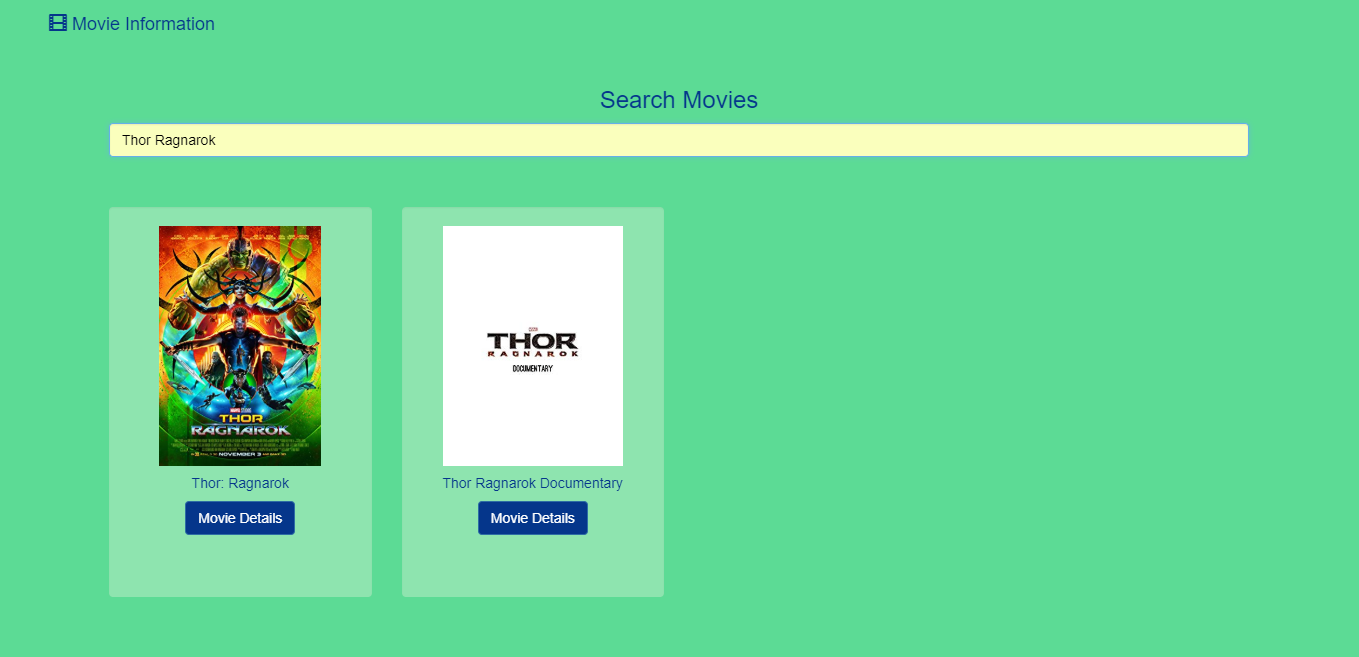 Movie Information
Search Movies
Thor Ragnarok
MARVEL STUDIOS
THOR
RAGNAROK
NOVEMBER 3
THOR
RAGNAROK
DOCUMENTARY
Thor: Ragnarok
Thor Ragnarok Documentary
Movie Details
Movie Details